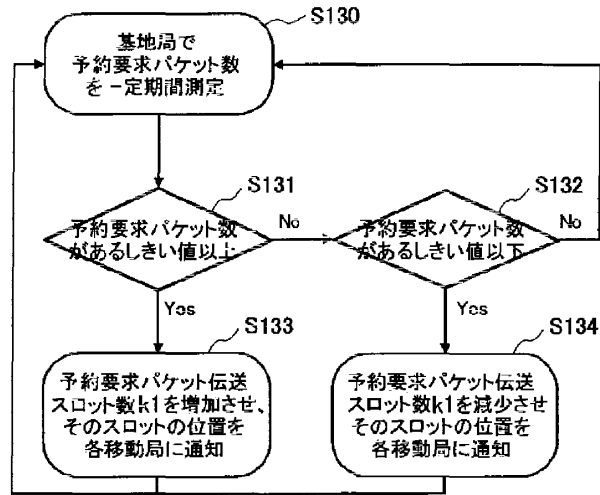 S130
基地局で
予約要求パケット数
を一定期間測定
S131
予約要求パケット数
があるしきい値以上
No
Yes
S132
予約要求パケット数
があるしきい値以下
No
Yes
S133
予約要求パケット伝送
スロット数k1を増加させ、
そのスロットの位置を
各移動局に通知
S134
予約要求パケット伝送
スロット数k1を減少させ
そのスロットの位置を
各移動局に通知